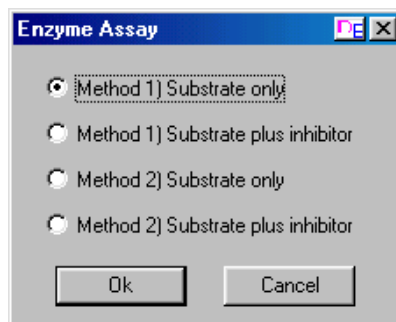 Enzyme Assay DE
Method 1) Substrate only
Method 1) Substrate plus inhibitor
Method 2) Substrate only
Method 2) Substrate plus inhibitor
Ok Cancel